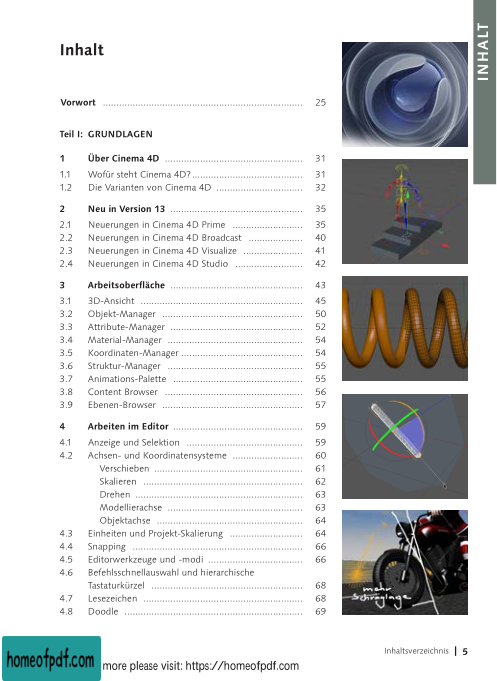 INHALT
Inhalt
Vorwort ............ 25
Teil I: GRUNDLAGEN
1 Über Cinema 4D ............ 31
1.1 Wofür steht Cinema 4D? ............ 31
1.2 Die Varianten von Cinema 4D ............ 32
2 Neu in Version 13 ............ 35
2.1 Neuerungen in Cinema 4D Prime ............ 35
2.2 Neuerungen in Cinema 4D Broadcast ............ 40
2.3 Neuerungen in Cinema 4D Visualize ............ 41
2.4 Neuerungen in Cinema 4D Studio ............ 42
3 Arbeitsoberfläche ............ 43
3.1 3D-Ansicht ............ 45
3.2 Objekt-Manager ............ 50
3.3 Attribute-Manager ............ 52
3.4 Material-Manager ............ 54
3.5 Koordinaten-Manager ............ 54
3.6 Struktur-Manager ............ 55
3.7 Animations-Palette ............ 55
3.8 Content Browser ............ 56
3.9 Ebenen-Browser ............ 57
4 Arbeiten im Editor ............ 59
4.1 Anzeige und Selektion ............ 59
4.2 Achsen- und Koordinatensysteme ............ 60
Verschieben ............ 61
Skalieren ............ 62
Drehen ............ 63
Modellierachse ............ 63
Objektachse ............ 64
4.3 Einheiten und Projekt-Skalierung ............ 64
4.4 Snapping ............ 66
4.5 Editorwerkzeuge und -modi ............ 66
4.6 Befehlsschnellauswahl und hierarchische
Tastaturkürzel ............ 68
4.7 Lesezeichen ............ 68
4.8 Doodle ............ 69
mehr
Schräglage
Inhaltsverzeichnis | 5
homeofpdf.com
more please visit: https://homeofpdf.com